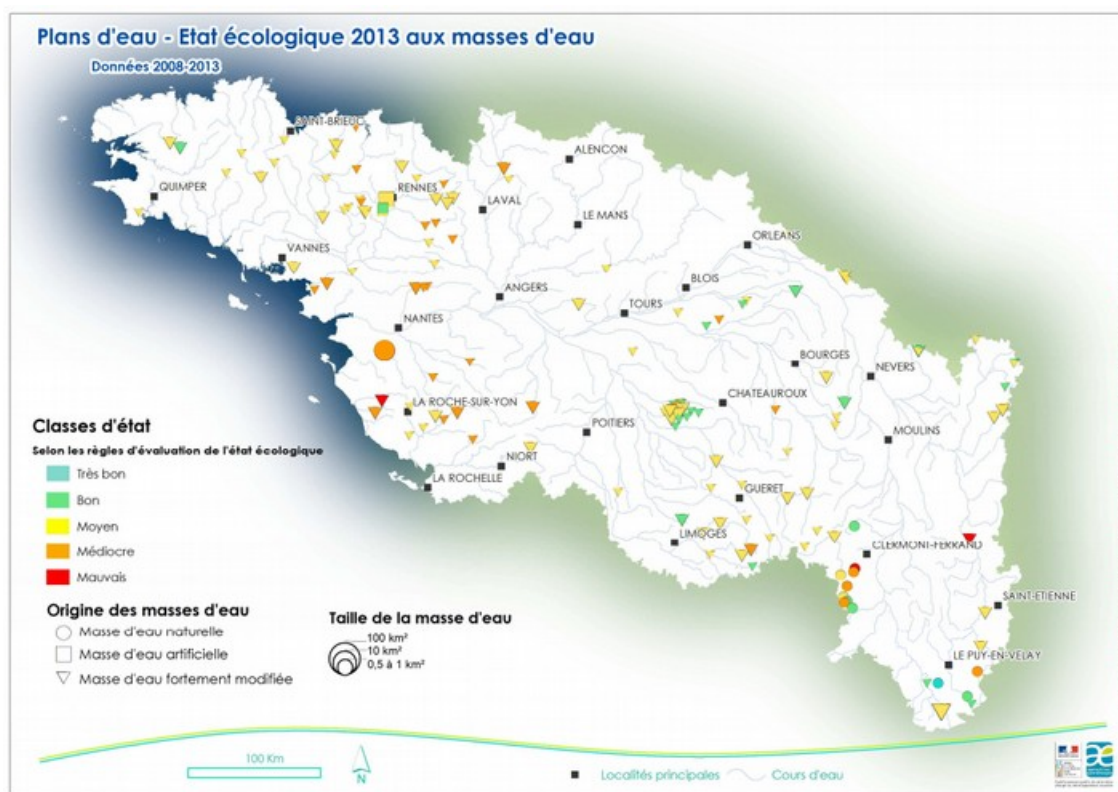 Plans d'eau - Etat écologique 2013 aux masses d'eau
Données 2008-2013
SAINT-BRIEUC
ALENCON
QUIMPER
RENNES
LAVAL
LE MANS
ORLEANS
VANNES
BLOIS
ANGERS
TOURS
NANTES
BOURGES
NEVERS
CHATEAUROUX
LA ROCHE-SUR-YON
POITIERS
MOULINS
NIORT
LA ROCHELLE
GUERET
LIMOGES
CLERMONT-FERRAND
SAINT-ETIENNE
LE PUY-EN-VELAY
Classes d'état
Selon les règles d'évaluation de l'état écologique
Très bon
Bon
Moyen
Médiocre
Mauvais
Origine des masses d'eau
Masse d'eau naturelle
Masse d'eau artificielle
Masse d'eau fortement modifiée
Taille de la masse d'eau
100 km²
10 km²
0,5 à 1 km²
100 Km
N
Localités principales
Cours d'eau